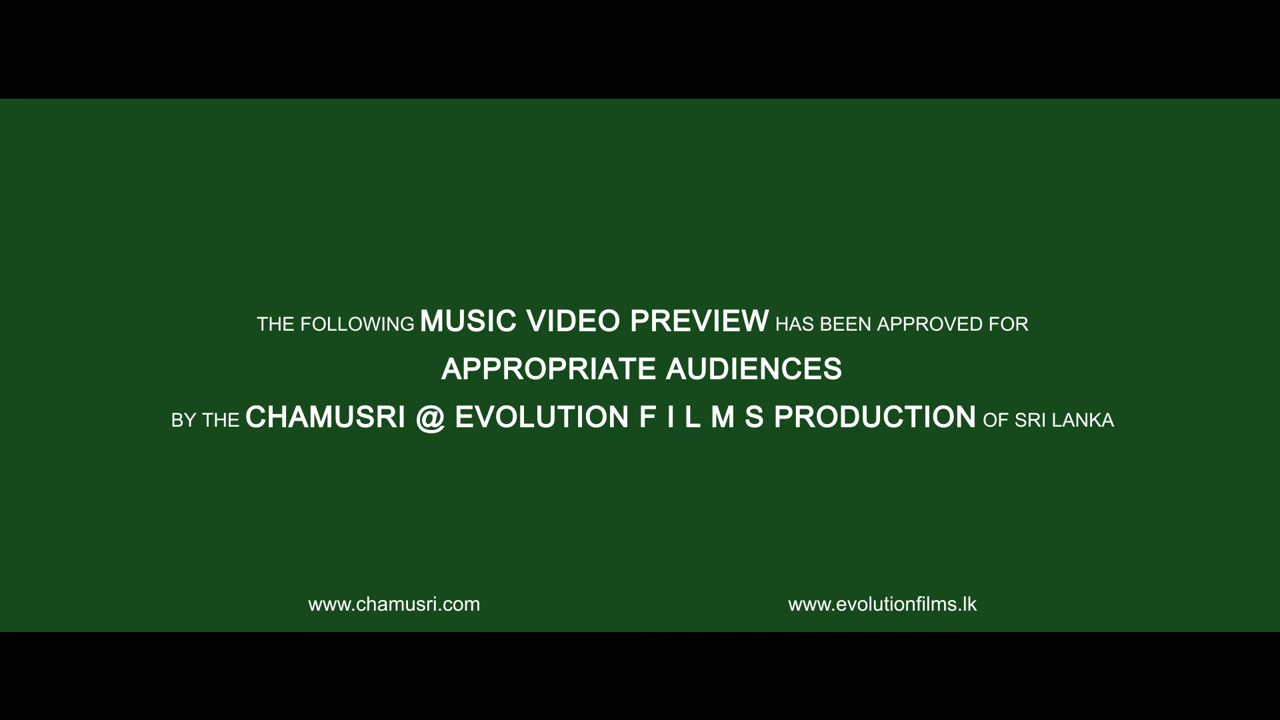 THE FOLLOWING MUSIC VIDEO PREVIEW HAS BEEN APPROVED FOR
APPROPRIATE AUDIENCES
BY THE CHAMUSRI @ EVOLUTION F I L M S PRODUCTION OF SRI LANKA
www.chamusri.com
www.evolutionfilms.lk